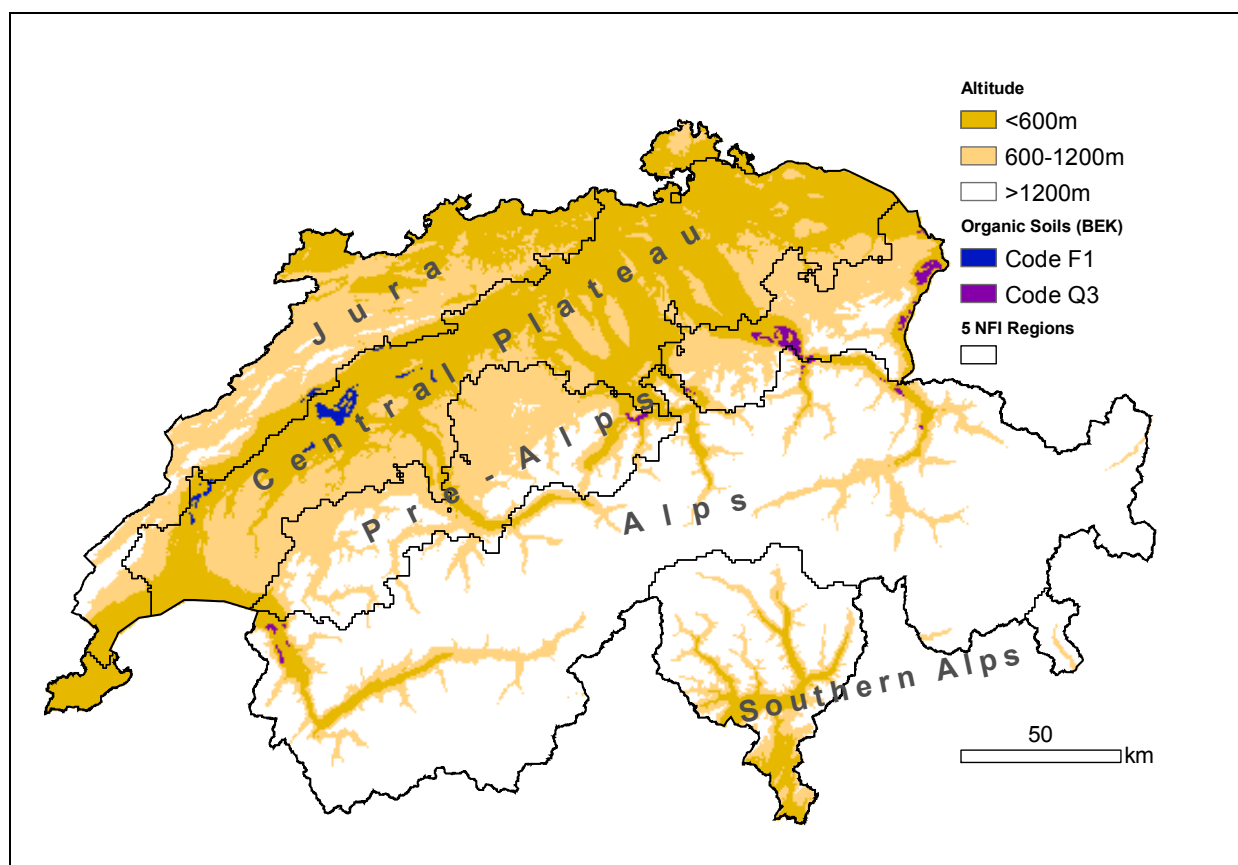 Altitude
<600m
600-1200m
>1200m
Organic Soils (BEK)
Code F1
Code Q3
5 NFI Regions
Jura
Central Plateau
Pre-Alps
Alps
Southern Alps
50
km